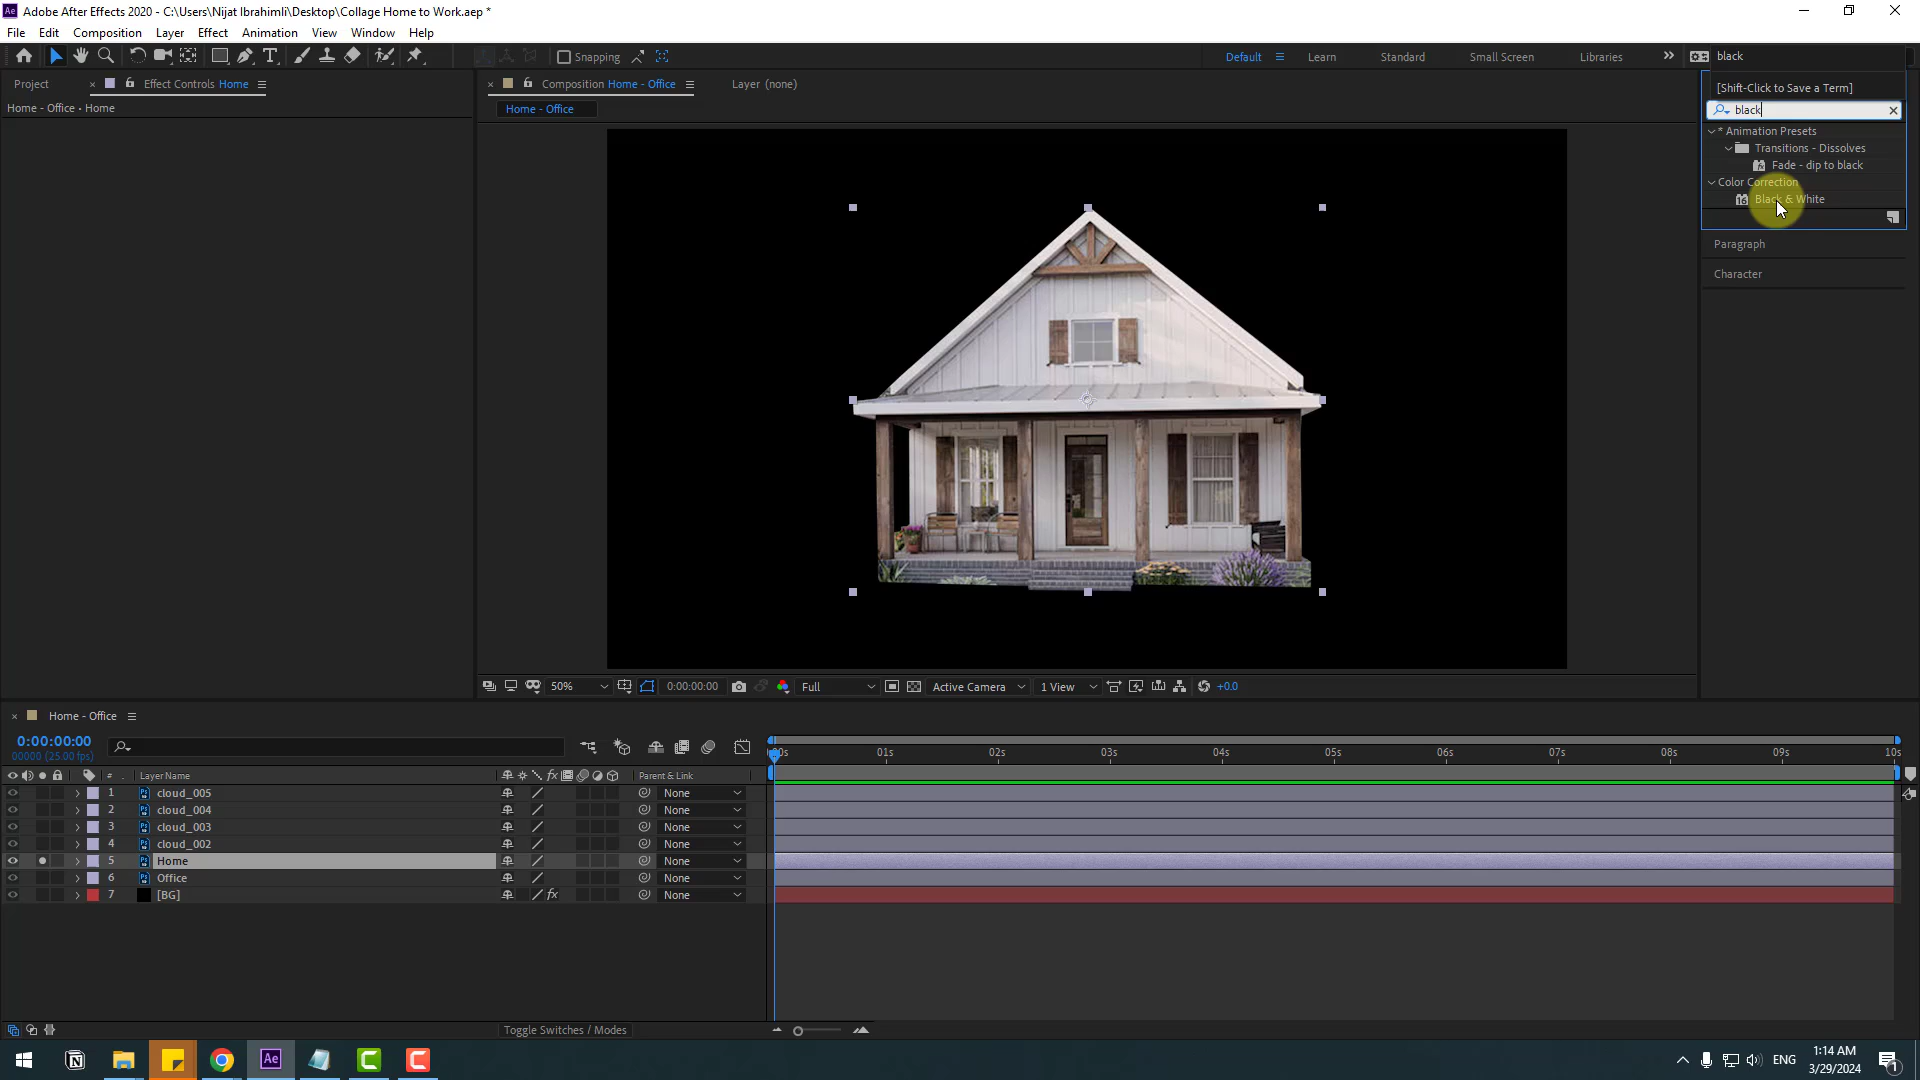 Adobe After Effects 2020 - C:\Users\Nijat Ibrahimli\Desktop\Collage Home to Work.aep *
File Edit Composition Layer Effect Animation View Window Help
Snapping Default Learn Standard Small Screen Libraries black
Project Effect Controls Home Composition Home - Office Layer (none)
[Shift-Click to Save a Term]
Home - Office • Home
Home - Office
black
* Animation Presets
Transitions - Dissolves
Fade - dip to black
Color Correction
Black & White
Paragraph
Character
50% 0:00:00:00 Full Active Camera 1 View +0.0
Home - Office
0:00:00:00
00000 (25.00 fps)
00s 01s 02s 03s 04s 05s 06s 07s 08s 09s 10s
# Layer Name fx Parent & Link
1 cloud_005 None
2 cloud_004 None
3 cloud_003 None
4 cloud_002 None
5 Home None
6 Office None
7 [BG] fx None
Toggle Switches / Modes
ENG
1:14 AM
3/29/2024
1